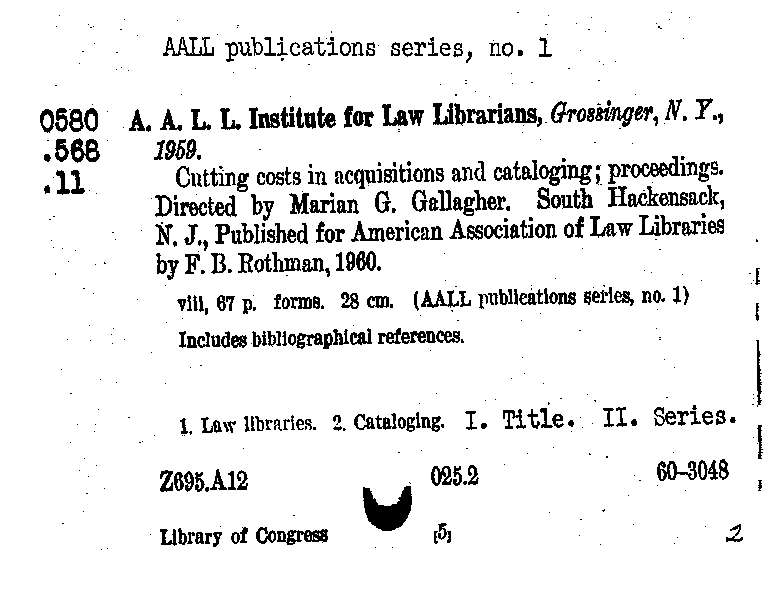 AALL publications series, no. 1
0580 A. A. L. L. Institute for Law Librarians, Grossinger, N. Y.,
.568 1959.
.11 Cutting costs in acquisitions and cataloging; proceedings.
Directed by Marian G. Gallagher. South Hackensack,
N. J., Published for American Association of Law Libraries
by F. B. Rothman, 1960.
viii, 67 p. forms. 28 cm. (AALL publications series, no. 1)
Includes bibliographical references.
1. Law libraries. 2. Cataloging. I. Title. II. Series.
Z695.A12 025.2 60–3048
Library of Congress [5] 2